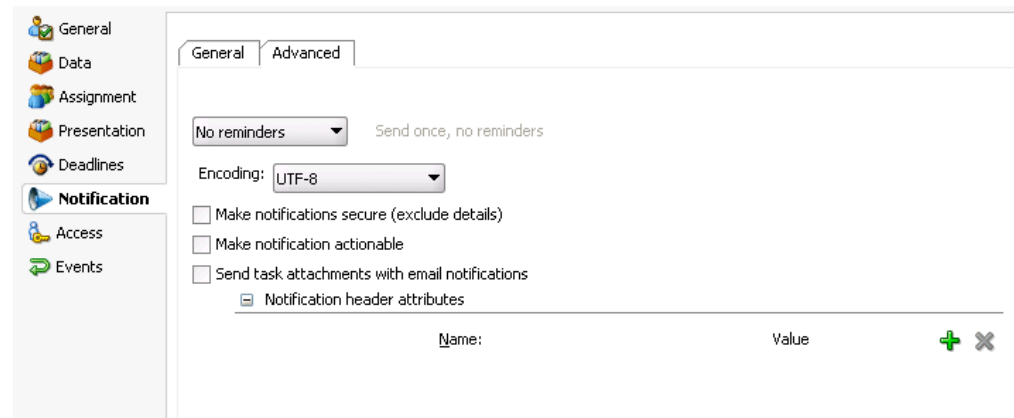 General
Data
Assignment
Presentation
Deadlines
Notification
Access
Events
General Advanced
No reminders Send once, no reminders
Encoding: UTF-8
Make notifications secure (exclude details)
Make notification actionable
Send task attachments with email notifications
Notification header attributes
Name: Value